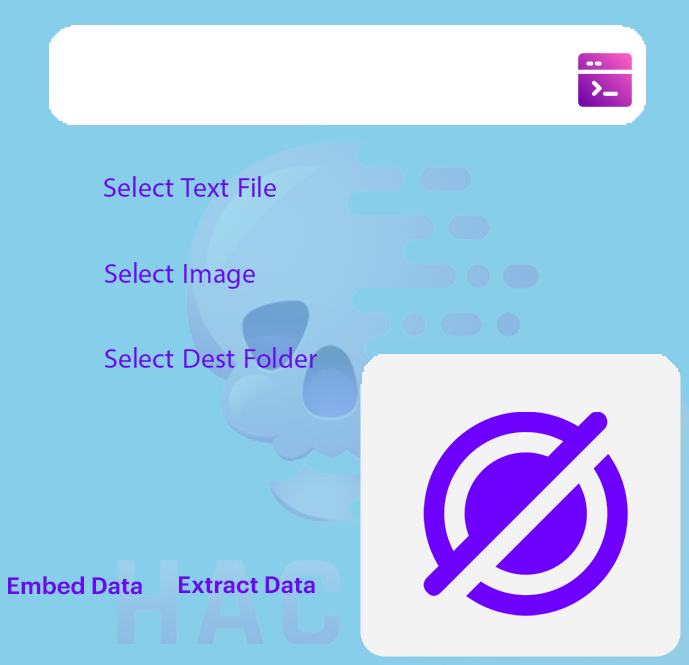 Select Text File
Select Image
Select Dest Folder
Embed Data
Extract Data
HAC